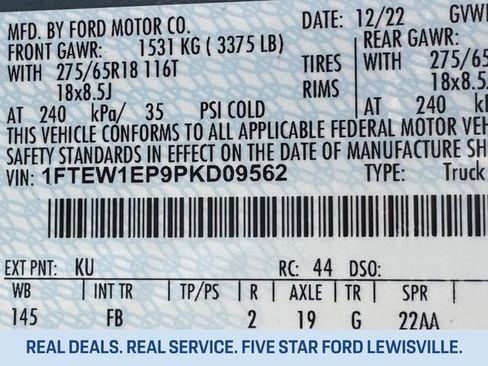 MFD. BY FORD MOTOR CO. DATE: 12/22 GVW
FRONT GAWR: 1531 KG ( 3375 LB) REAR GAWR:
WITH 275/65R18 116T TIRES WITH 275/65
18x8.5J RIMS 18x8.5J
AT 240 kPa/ 35 PSI COLD AT 240
THIS VEHICLE CONFORMS TO ALL APPLICABLE FEDERAL MOTOR VEH
SAFETY STANDARDS IN EFFECT ON THE DATE OF MANUFACTURE SH
VIN: 1FTEW1EP9PKD09562 TYPE: Truck
EXT PNT: KU RC: 44 DSO:
WB INT TR TP/PS R AXLE TR SPR
145 FB 2 19 G 22AA
REAL DEALS. REAL SERVICE. FIVE STAR FORD LEWISVILLE.